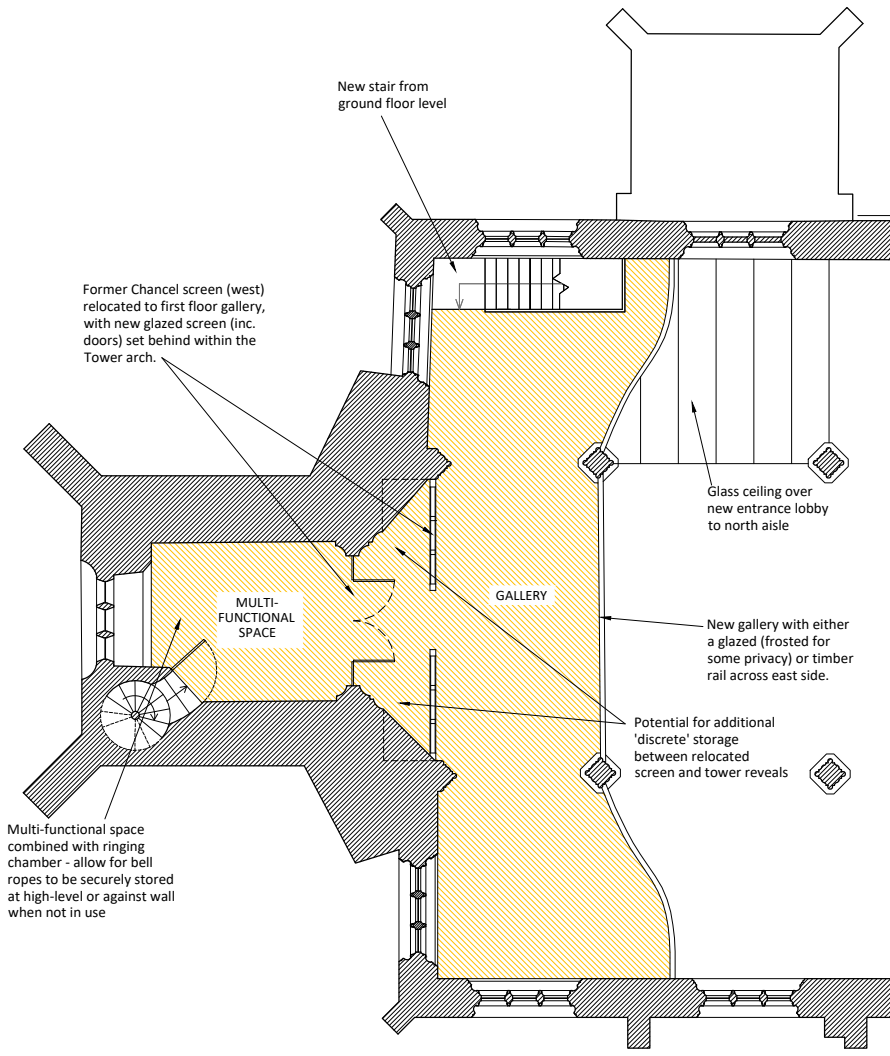 New stair from
ground floor level
Former Chancel screen (west)
relocated to first floor gallery,
with new glazed screen (inc.
doors) set behind within the
Tower arch.
Glass ceiling over
new entrance lobby
to north aisle
MULTI-
FUNCTIONAL
SPACE
GALLERY
New gallery with either
a glazed (frosted for
some privacy) or timber
rail across east side.
Potential for additional
'discrete' storage
between relocated
screen and tower reveals
Multi-functional space
combined with ringing
chamber - allow for bell
ropes to be securely stored
at high-level or against wall
when not in use